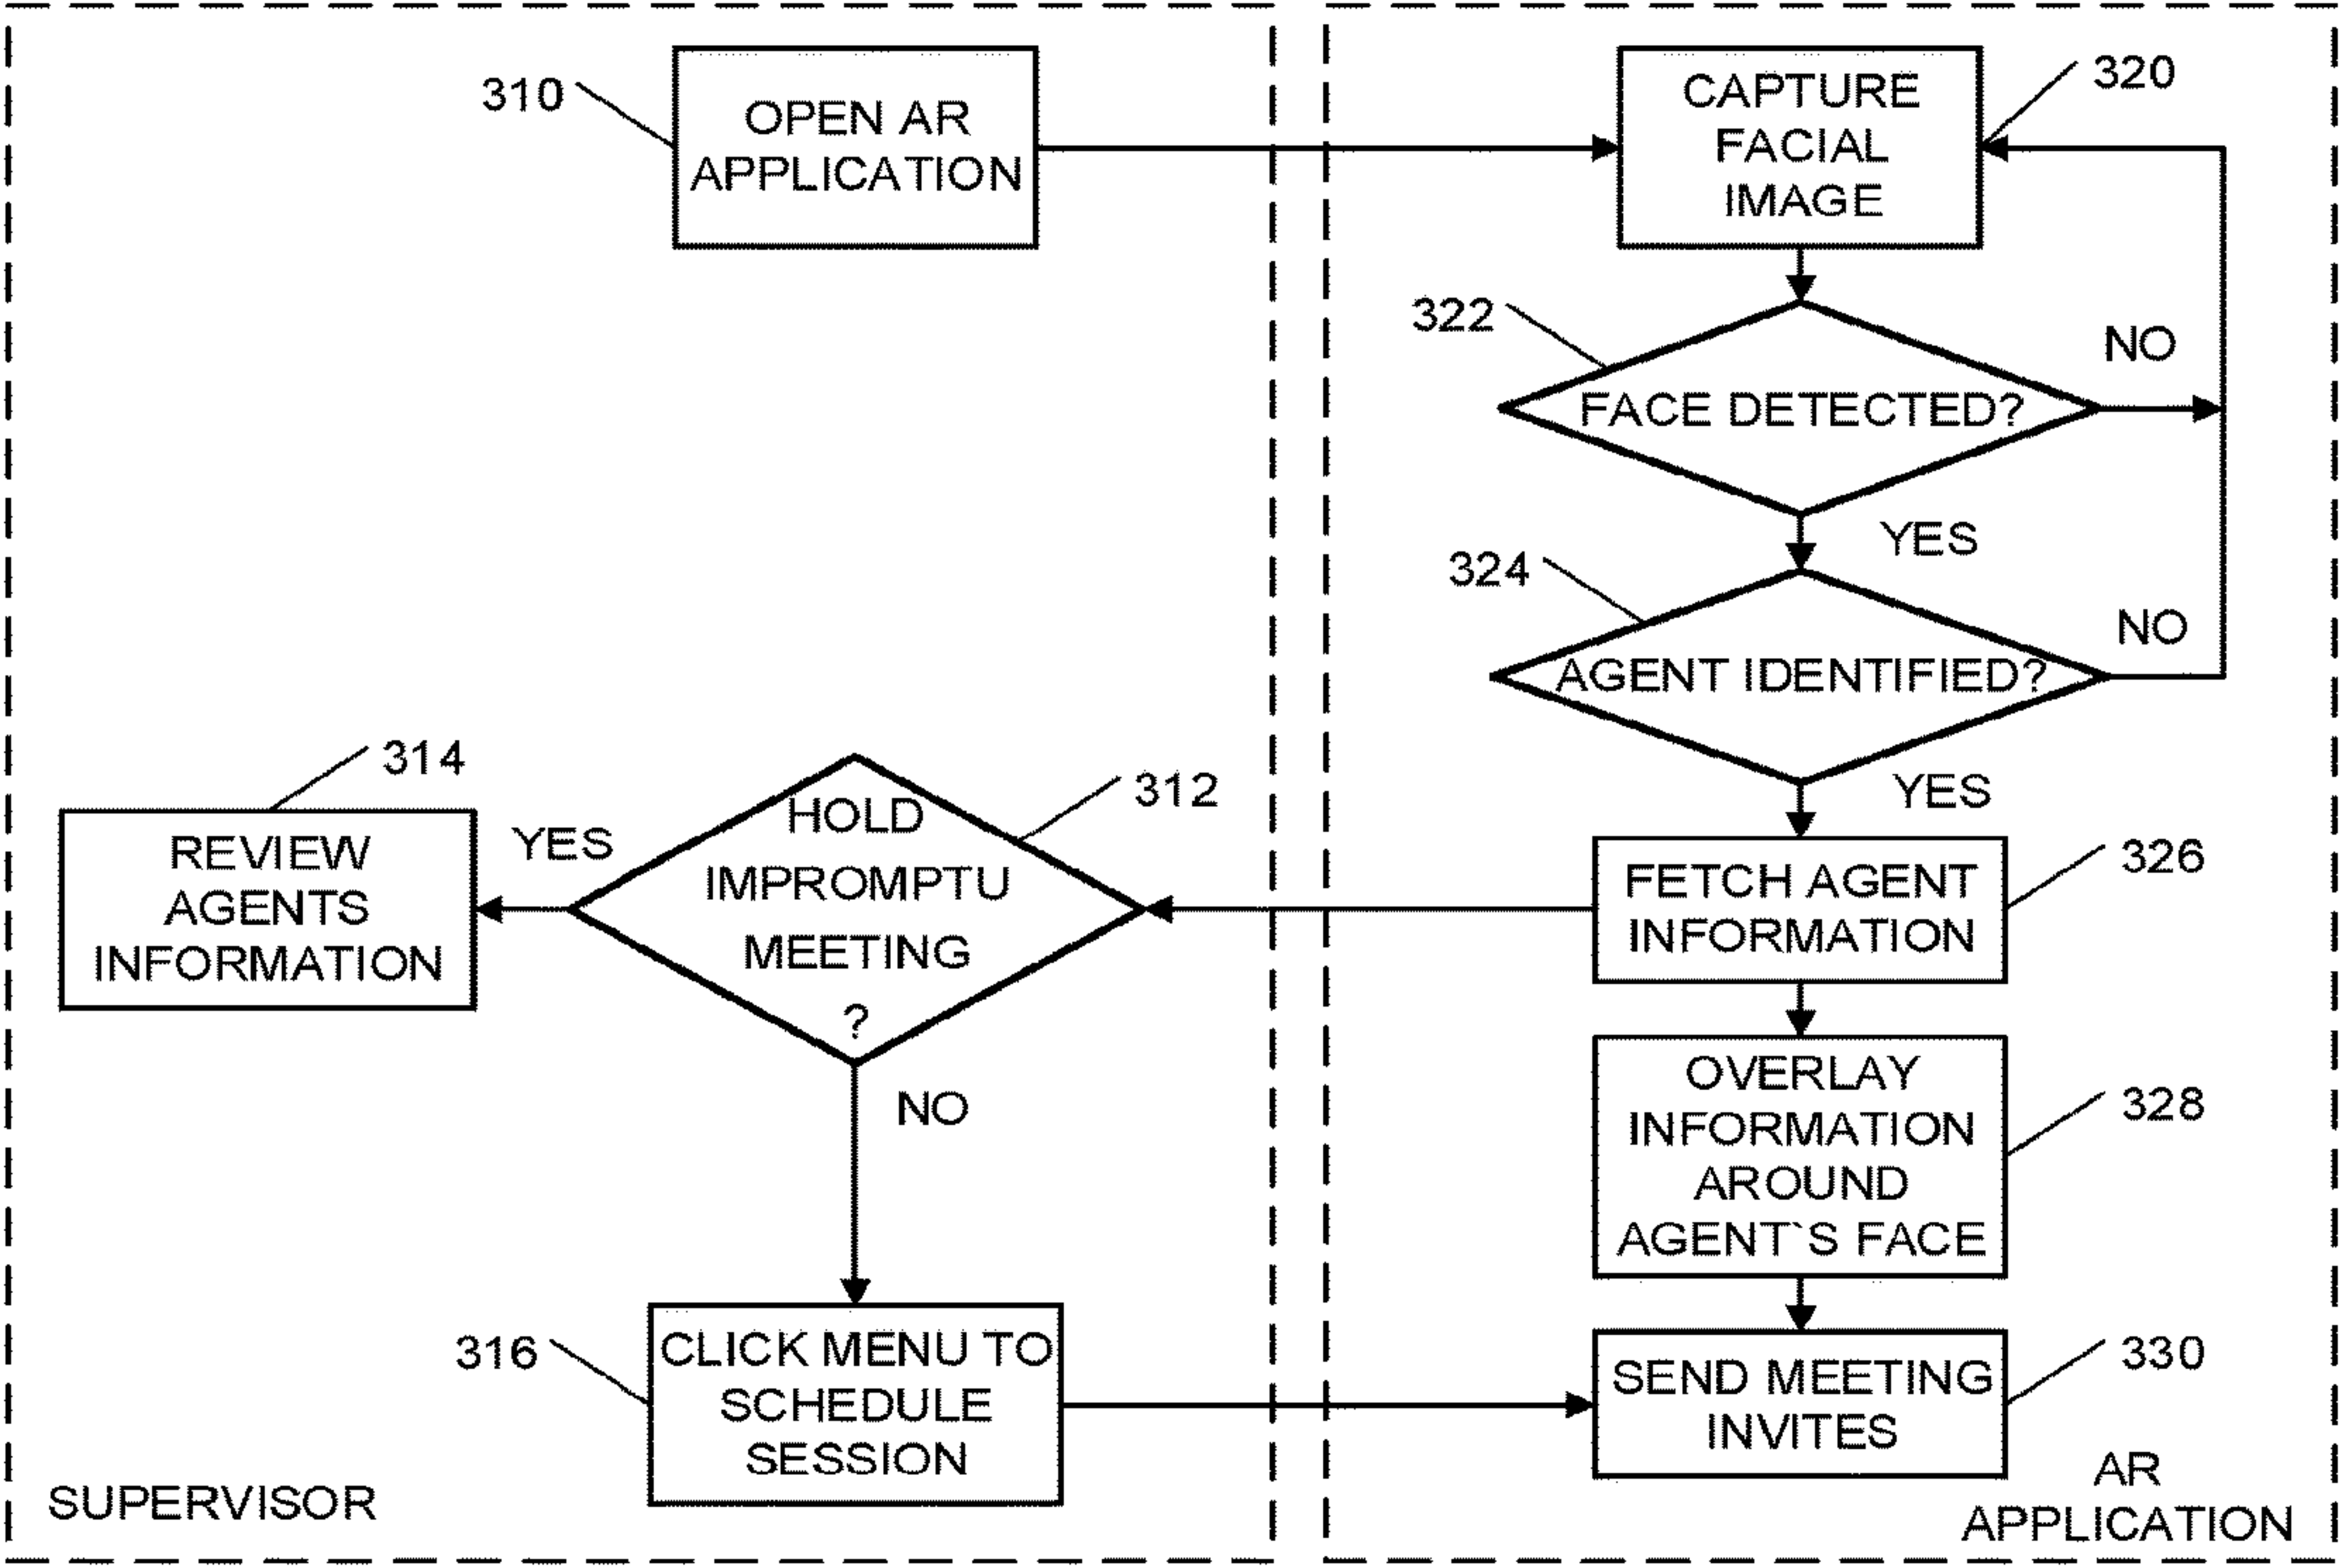 310
OPEN AR
APPLICATION
320
CAPTURE
FACIAL
IMAGE
322
FACE DETECTED?
NO
YES
324
AGENT IDENTIFIED?
NO
YES
314
REVIEW
AGENTS
INFORMATION
YES
312
HOLD
IMPROMPTU
MEETING
?
NO
326
FETCH AGENT
INFORMATION
328
OVERLAY
INFORMATION
AROUND
AGENT`S FACE
316
CLICK MENU TO
SCHEDULE
SESSION
330
SEND MEETING
INVITES
SUPERVISOR
AR
APPLICATION